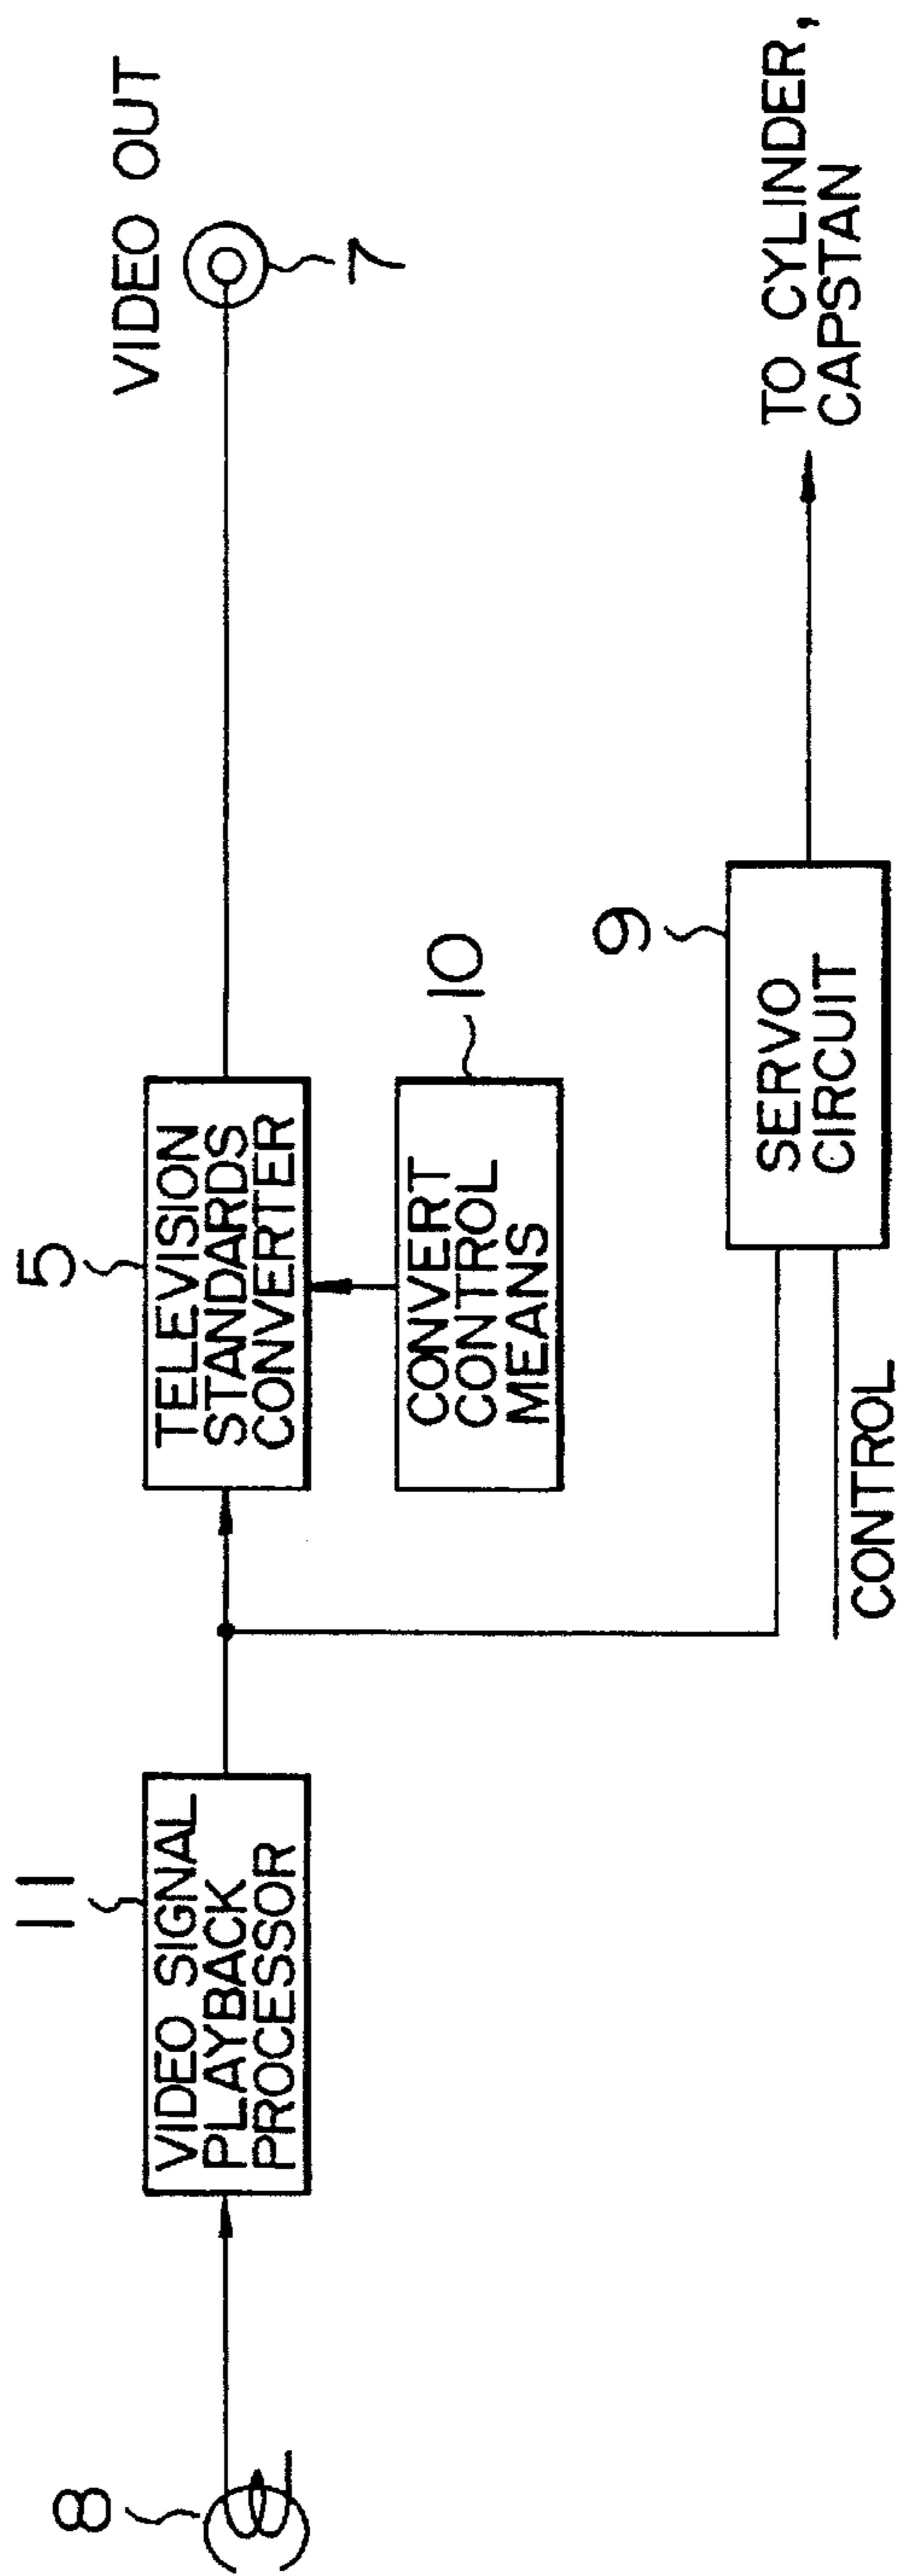 8
11
VIDEO SIGNAL
PLAYBACK
PROCESSOR
5
TELEVISION
STANDARDS
CONVERTER
VIDEO OUT
7
10
CONVERT
CONTROL
MEANS
9
SERVO
CIRCUIT
CONTROL
TO CYLINDER,
CAPSTAN